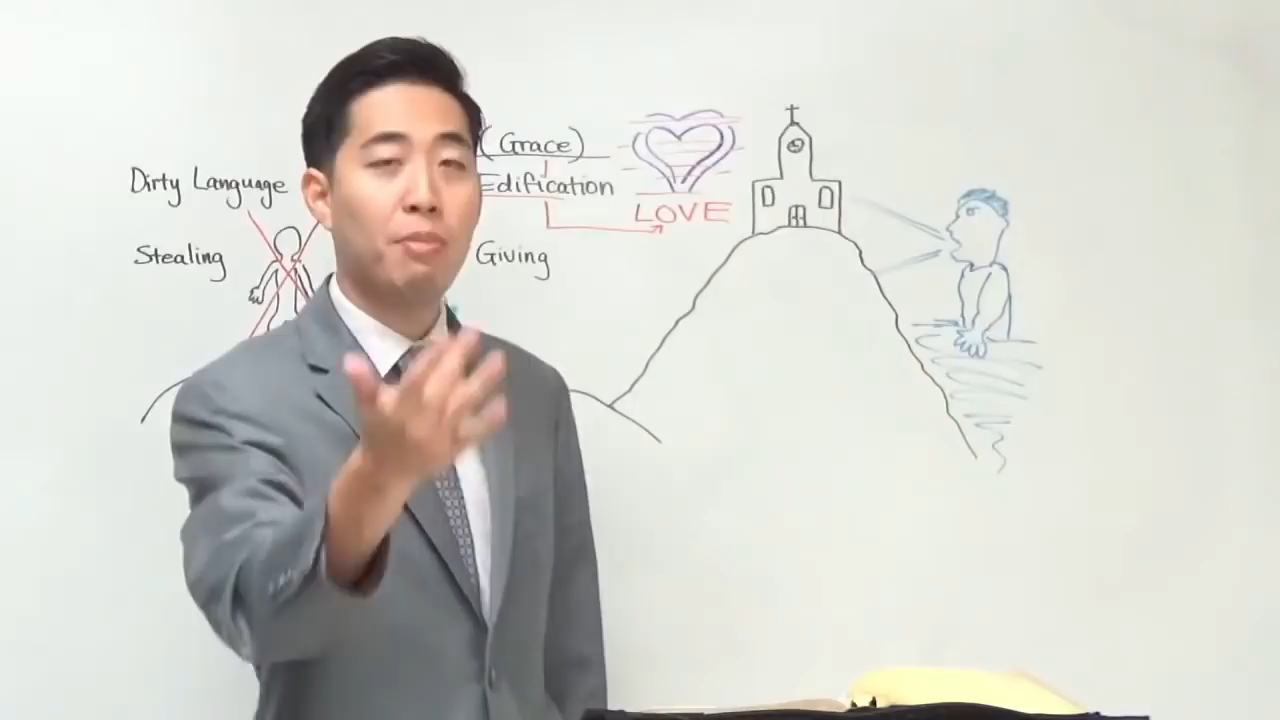 (Grace)
Dirty Language
Edification
LOVE
Stealing
Giving